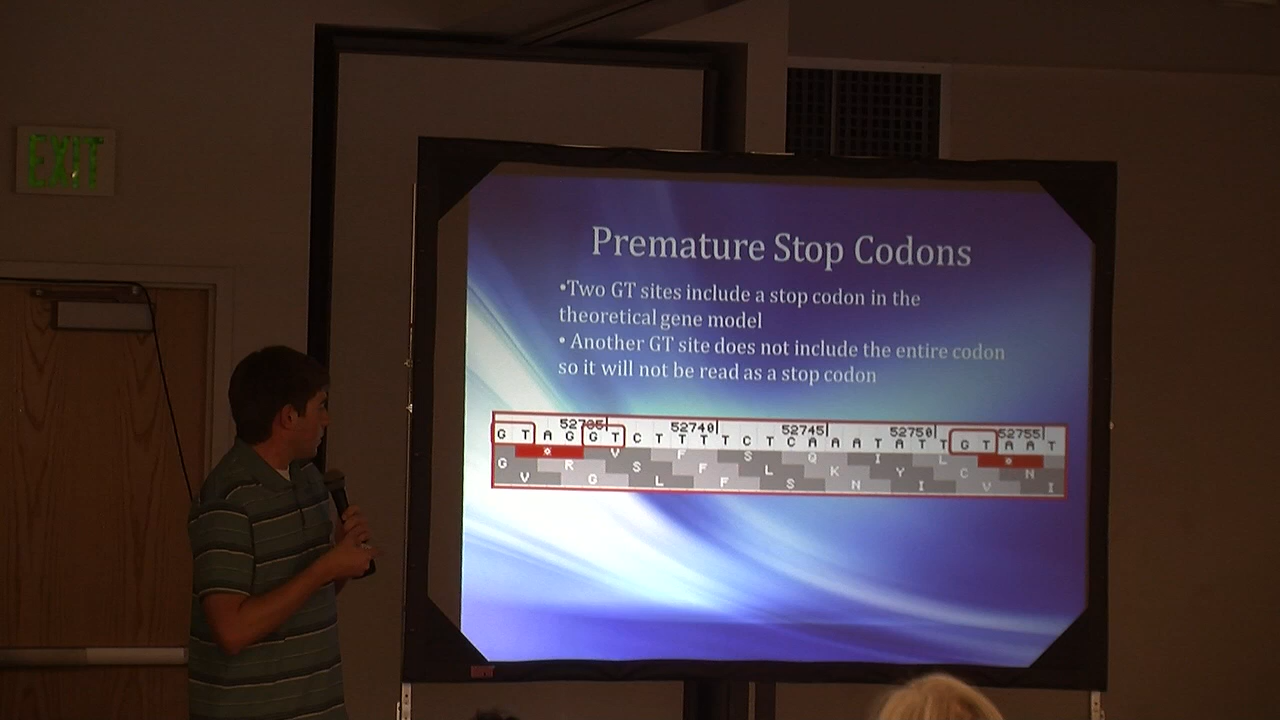 EXIT
Premature Stop Codons
•Two GT sites include a stop codon in the
theoretical gene model
• Another GT site does not include the entire codon
so it will not be read as a stop codon
52735 52740 52745 52750 52755
G T A G G T C T T T T C T C A A A T A T T G T A A T
V F S Q I L
G R S F L K Y C N
V G L F S N I V I